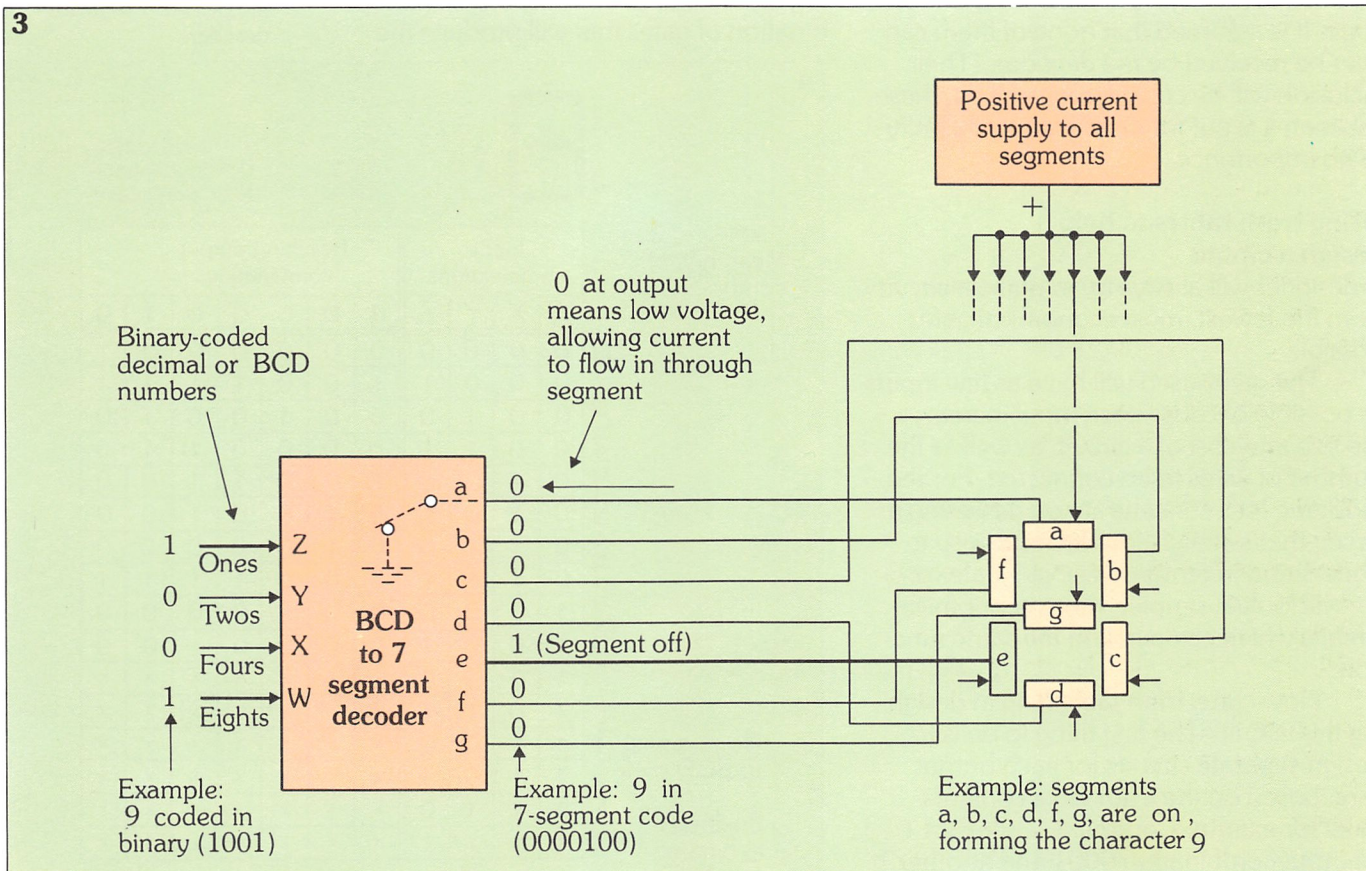 3
Positive current
supply to all
segments
+
0 at output
means low voltage,
allowing current
to flow in through
segment
Binary-coded
decimal or BCD
numbers
1 Ones Z
0 Twos Y
0 Fours X
1 Eights W
BCD
to 7
segment
decoder
a 0
b 0
c 0
d 0
e 1 (Segment off)
f 0
g 0
a
f
b
g
e
c
d
Example:
9 coded in
binary (1001)
Example: 9 in
7-segment code
(0000100)
Example: segments
a, b, c, d, f, g, are on ,
forming the character 9